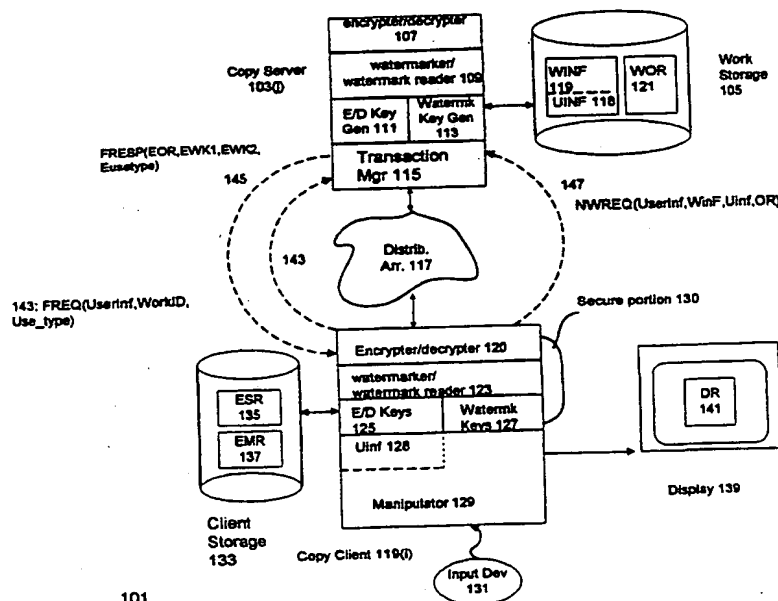 encrypter/decrypter
107
Copy Server
103(j)
watermarker/
watermark reader 109
E/D Key
Gen 111
Watermk
Key Gen
113
Transaction
Mgr 115
WINF
119
UINF 118
WOR
121
Work
Storage
105
FRESP(EOR,EWK1,EWK2,
Eusetype)
145
147
NWREQ(UserInf,WinF,Uinf,OR)
143
Distrib.
Arr. 117
143: FREQ(UserInf,WorkID,
Use_type)
Secure portion 130
Encrypter/decrypter 120
watermarker/
watermark reader 123
E/D Keys
125
Watermk
Keys 127
Uinf 128
Manipulator 129
ESR
135
EMR
137
DR
141
Display 139
Client
Storage
133
Copy Client 119(i)
Input Dev
131
101